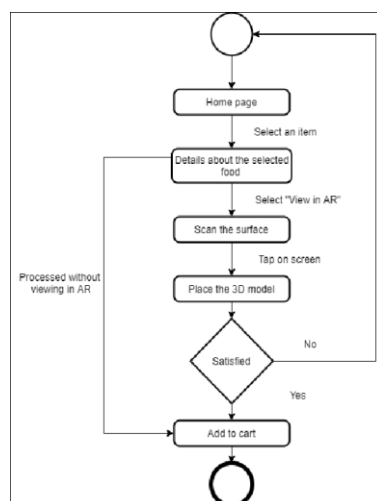 Home page
Select an item
Details about the selected
food
Select "View in AR"
Scan the surface
Tap on screen
Processed without
viewing in AR
Place the 3D model
Satisfied
No
Yes
Add to cart